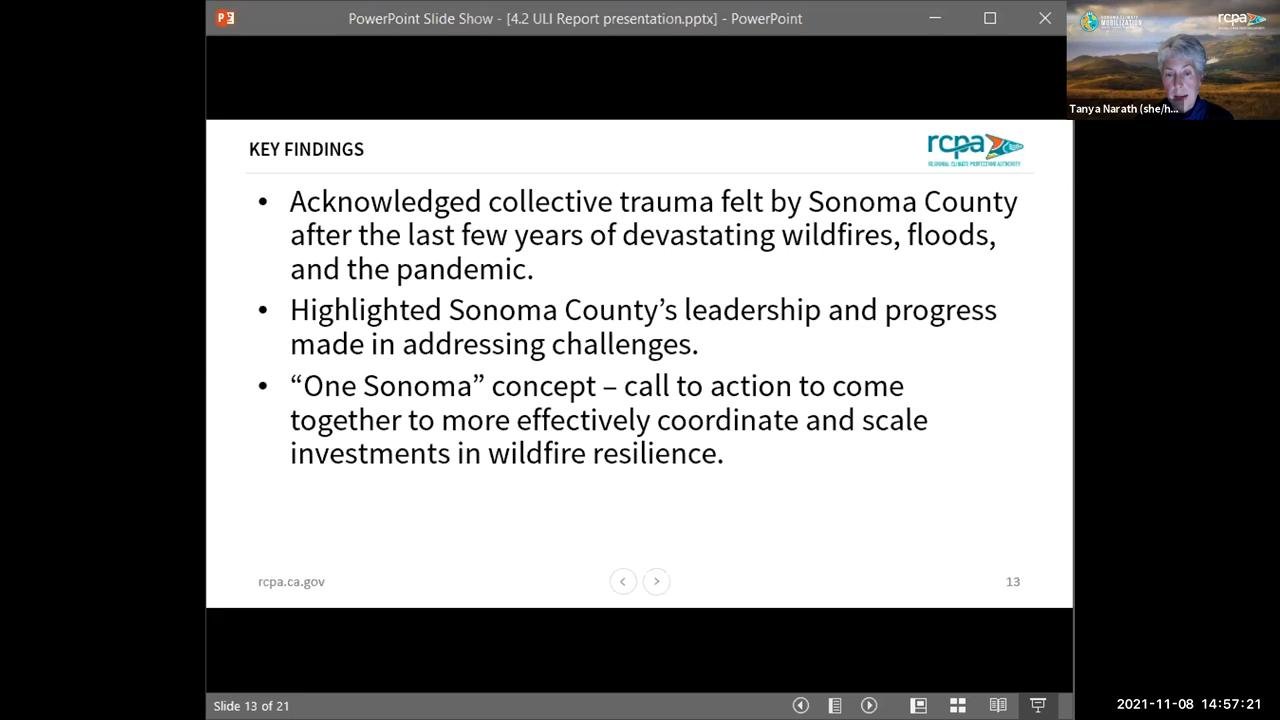 PowerPoint Slide Show - [4.2 ULI Report presentation.pptx] - PowerPoint
rcpa
Tanya Narath (she/h...
KEY FINDINGS
rcpa
REGIONAL CLIMATE PROTECTION AUTHORITY
• Acknowledged collective trauma felt by Sonoma County
after the last few years of devastating wildfires, floods,
and the pandemic.
• Highlighted Sonoma County’s leadership and progress
made in addressing challenges.
• “One Sonoma” concept – call to action to come
together to more effectively coordinate and scale
investments in wildfire resilience.
rcpa.ca.gov
13
Slide 13 of 21
2021-11-08 14:57:21